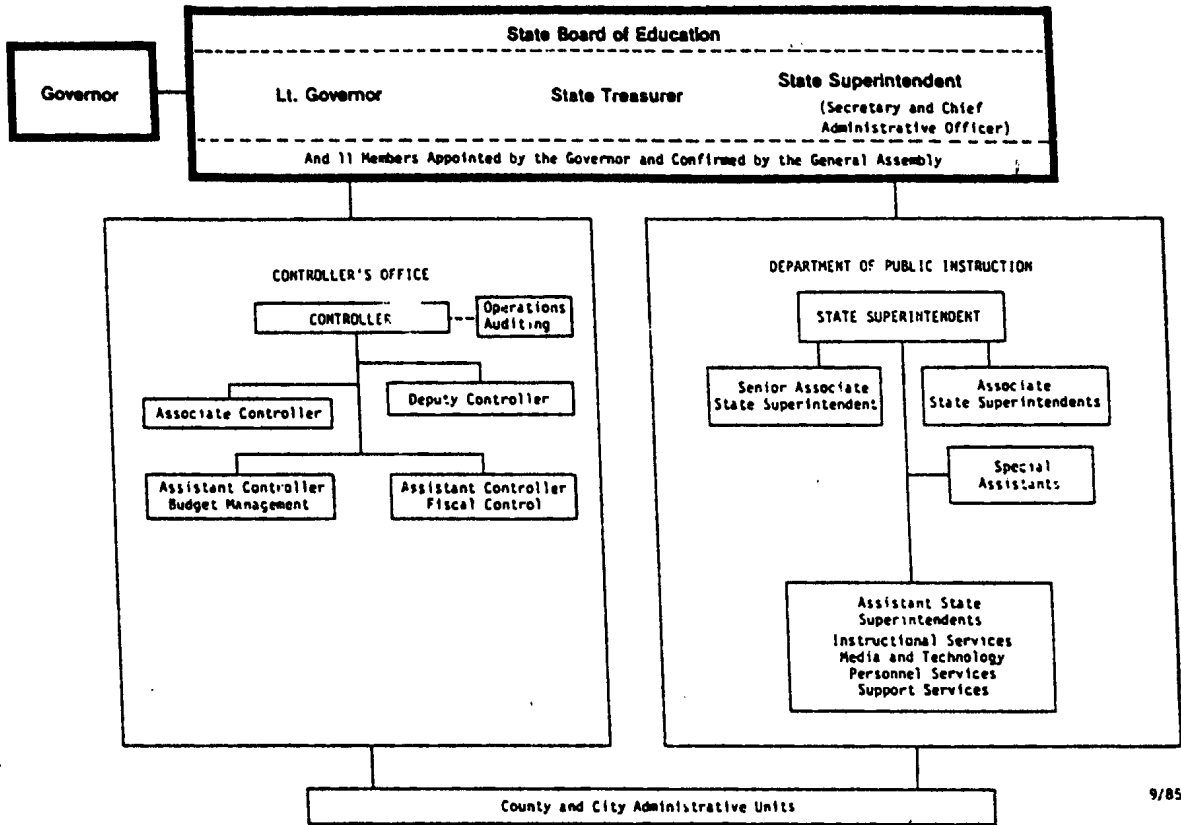 State Board of Education
Governor
Lt. Governor
State Treasurer
State Superintendent
(Secretary and Chief
Administrative Officer)
And 11 Members Appointed by the Governor and Confirmed by the General Assembly
CONTROLLER'S OFFICE
CONTROLLER
Operations
Auditing
Associate Controller
Deputy Controller
Assistant Controller
Budget Management
Assistant Controller
Fiscal Control
DEPARTMENT OF PUBLIC INSTRUCTION
STATE SUPERINTENDENT
Senior Associate
State Superintendent
Associate
State Superintendents
Special
Assistants
Assistant State
Superintendents
Instructional Services
Media and Technology
Personnel Services
Support Services
County and City Administrative Units
9/85